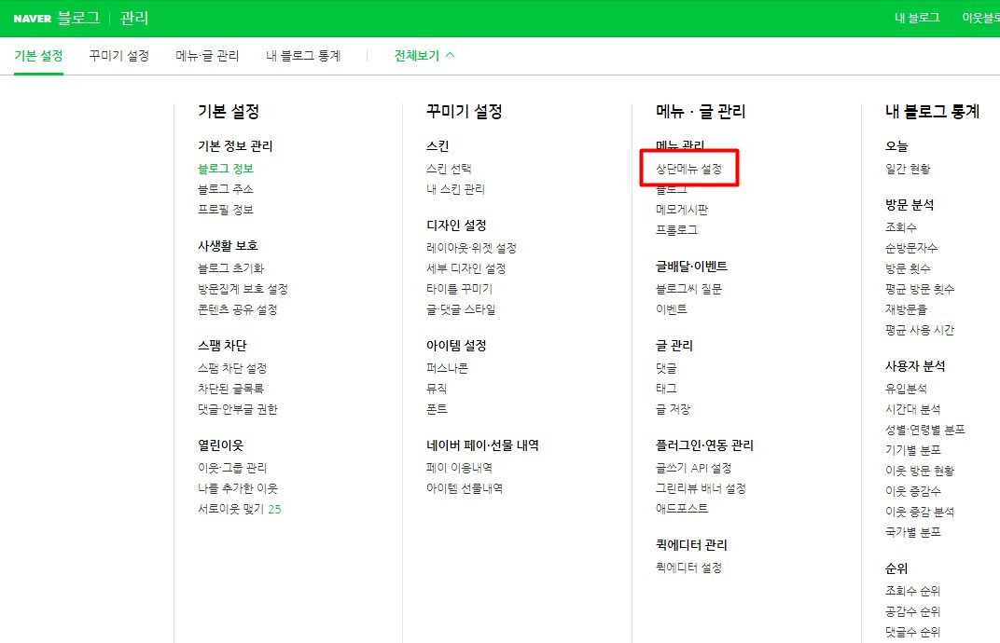 NAVER 블로그 관리 내 블로그 이웃블로
기본 설정 꾸미기 설정 메뉴·글 관리 내 블로그 통계 전체보기
기본 설정
기본 정보 관리
블로그 정보
블로그 주소
프로필 정보
사생활 보호
블로그 초기화
방문집계 보호 설정
콘텐츠 공유 설정
스팸 차단
스팸 차단 설정
차단된 글목록
댓글·안부글 권한
열린이웃
이웃·그룹 관리
나를 추가한 이웃
서로이웃 맺기 25
꾸미기 설정
스킨
스킨 선택
내 스킨 관리
디자인 설정
레이아웃·위젯 설정
세부 디자인 설정
타이틀 꾸미기
글·댓글 스타일
아이템 설정
퍼스나콘
뮤직
폰트
네이버 페이·선물 내역
페이 이용내역
아이템 선물내역
메뉴 · 글 관리
메뉴 관리
상단메뉴 설정
블로그
메모게시판
프롤로그
글배달·이벤트
블로그씨 질문
이벤트
글 관리
댓글
태그
글 저장
플러그인·연동 관리
글쓰기 API 설정
그린리뷰 배너 설정
애드포스트
퀵에디터 관리
퀵에디터 설정
내 블로그 통계
오늘
일간 현황
방문 분석
조회수
순방문자수
방문 횟수
평균 방문 횟수
재방문율
평균 사용 시간
사용자 분석
유입분석
시간대 분석
성별·연령별 분포
기기별 분포
이웃 방문 현황
이웃 증감수
이웃 증감 분석
국가별 분포
순위
조회수 순위
공감수 순위
댓글수 순위